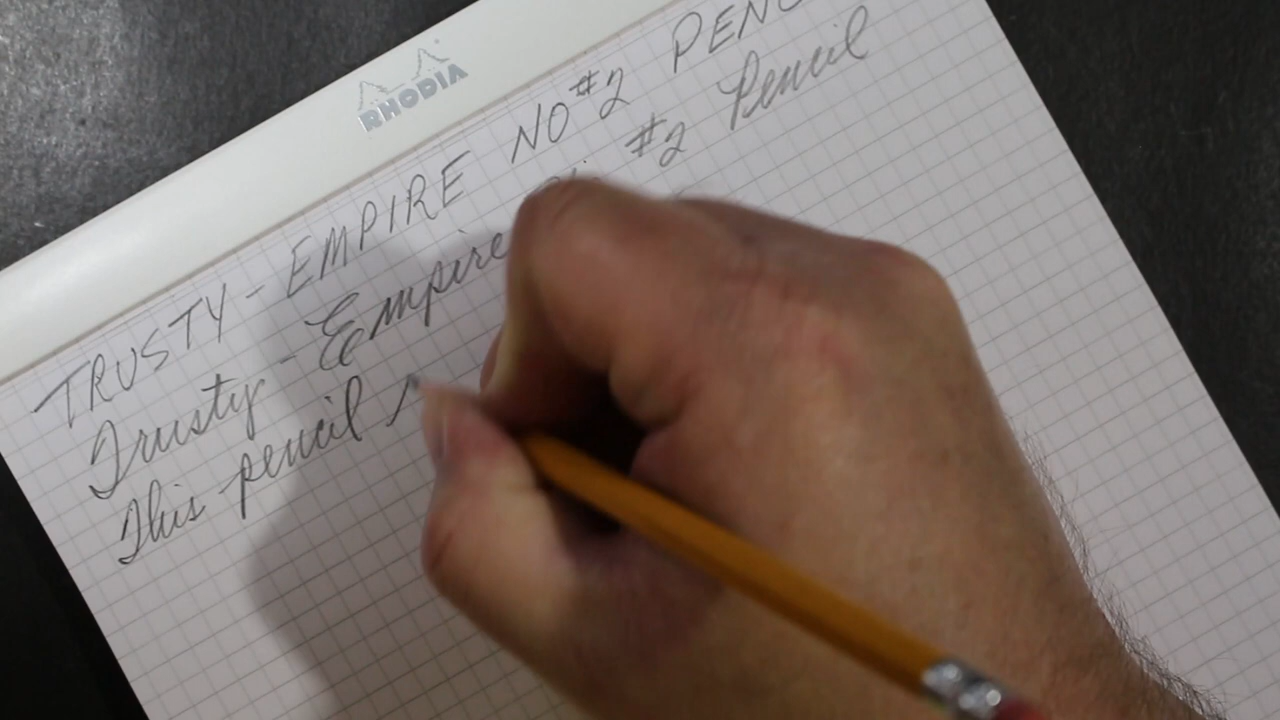 RHODIA
TRUSTY - EMPIRE NO #2 PENC
Trusty - Empire #2 Pencil
This pencil